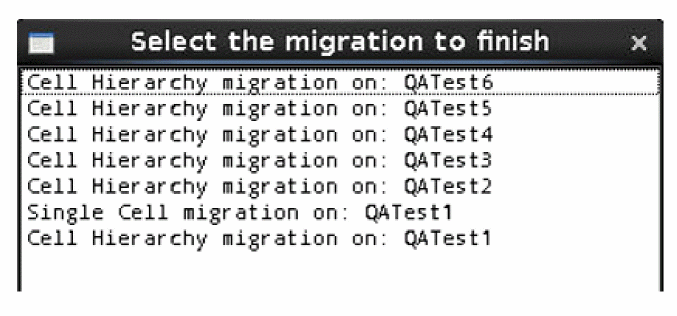 Select the migration to finish
Cell Hierarchy migration on: QATest6
Cell Hierarchy migration on: QATest5
Cell Hierarchy migration on: QATest4
Cell Hierarchy migration on: QATest3
Cell Hierarchy migration on: QATest2
Single Cell migration on: QATest1
Cell Hierarchy migration on: QATest1